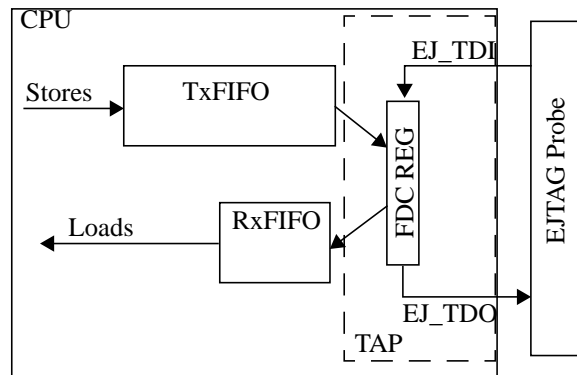 CPU
EJ_TDI
Stores
TxFIFO
FDC REG
EJTAG Probe
RxFIFO
Loads
EJ_TDO
TAP